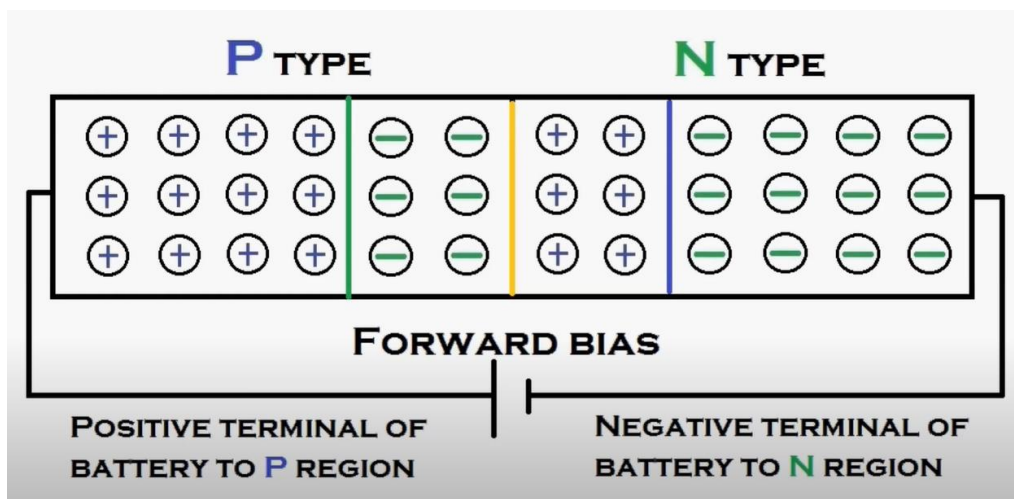 P TYPE
N TYPE
FORWARD BIAS
POSITIVE TERMINAL OF
BATTERY TO P REGION
NEGATIVE TERMINAL OF
BATTERY TO N REGION